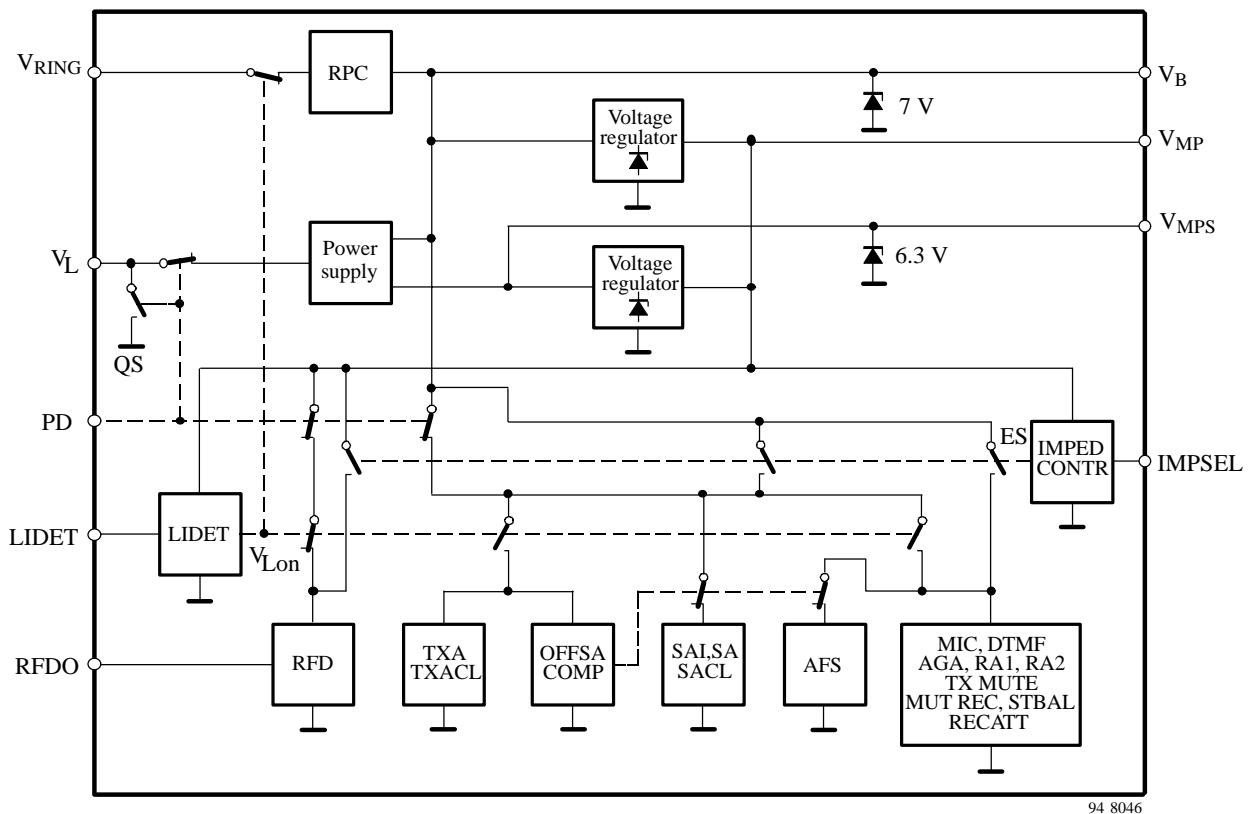 VRING
RPC
VB
7 V
Voltage
regulator
VMP
VMPS
VL
Power
supply
Voltage
regulator
6.3 V
QS
PD
ES
IMPED
CONTR
IMPSEL
LIDET
LIDET
VLon
RFDO
RFD
TXA
TXACL
OFFSA
COMP
SAI,SA
SACL
AFS
MIC, DTMF
AGA, RA1, RA2
TX MUTE
MUT REC, STBAL
RECATT
94 8046